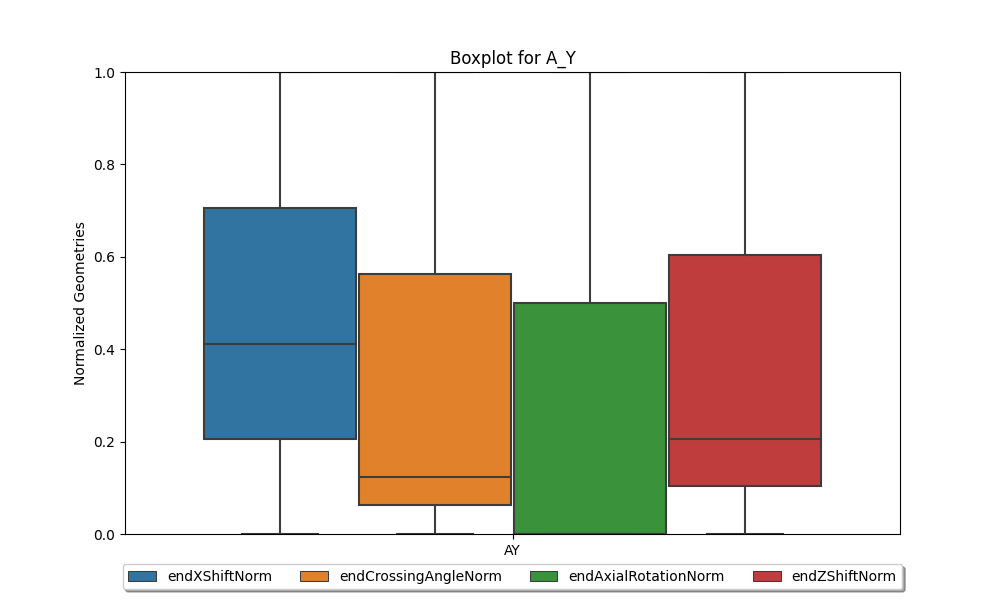 Boxplot for A_Y
1.0
0.8
0.6
0.4
0.2
0.0
Normalized Geometries
AY
endXShiftNorm endCrossingAngleNorm endAxialRotationNorm endZShiftNorm